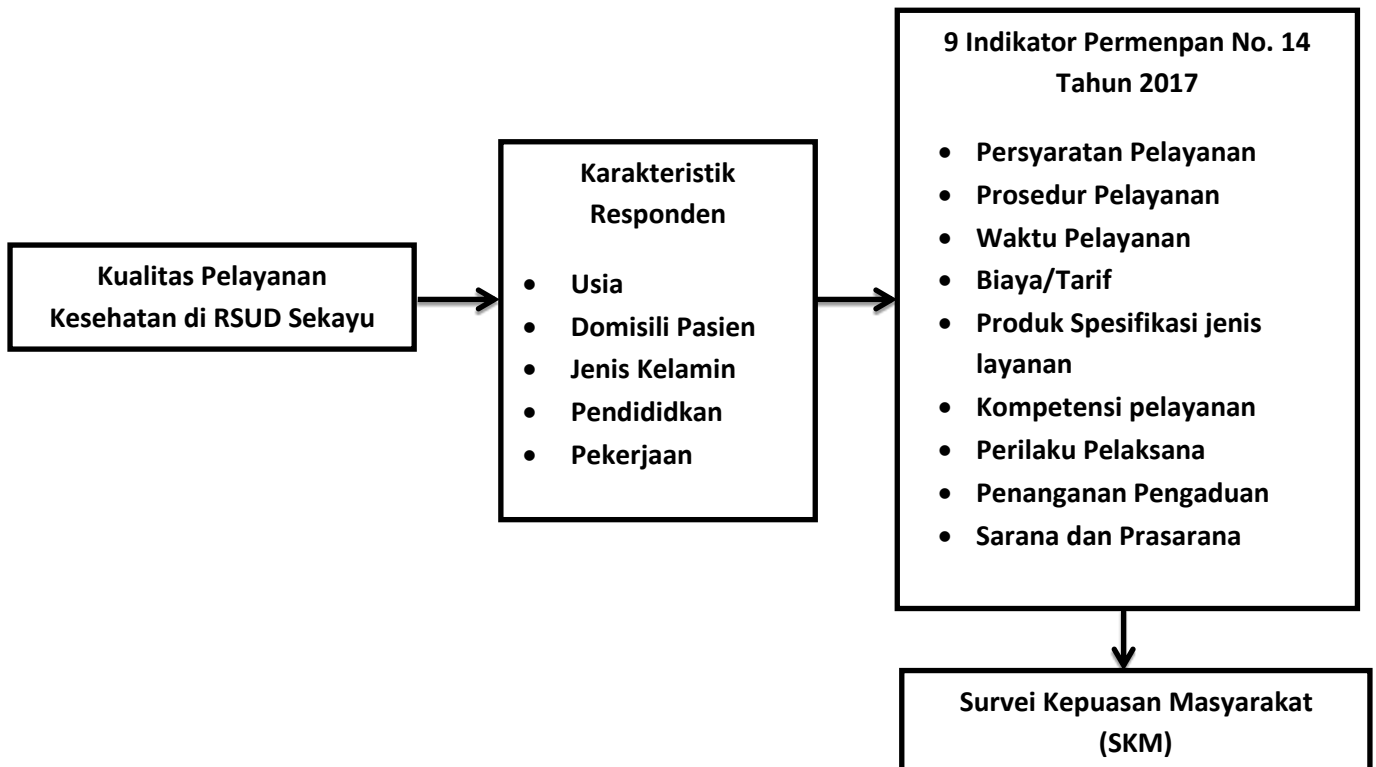 Kualitas Pelayanan
Kesehatan di RSUD Sekayu
Karakteristik
Responden
• Usia
• Domisili Pasien
• Jenis Kelamin
• Pendididkan
• Pekerjaan
9 Indikator Permenpan No. 14
Tahun 2017
• Persyaratan Pelayanan
• Prosedur Pelayanan
• Waktu Pelayanan
• Biaya/Tarif
• Produk Spesifikasi jenis
layanan
• Kompetensi pelayanan
• Perilaku Pelaksana
• Penanganan Pengaduan
• Sarana dan Prasarana
Survei Kepuasan Masyarakat
(SKM)